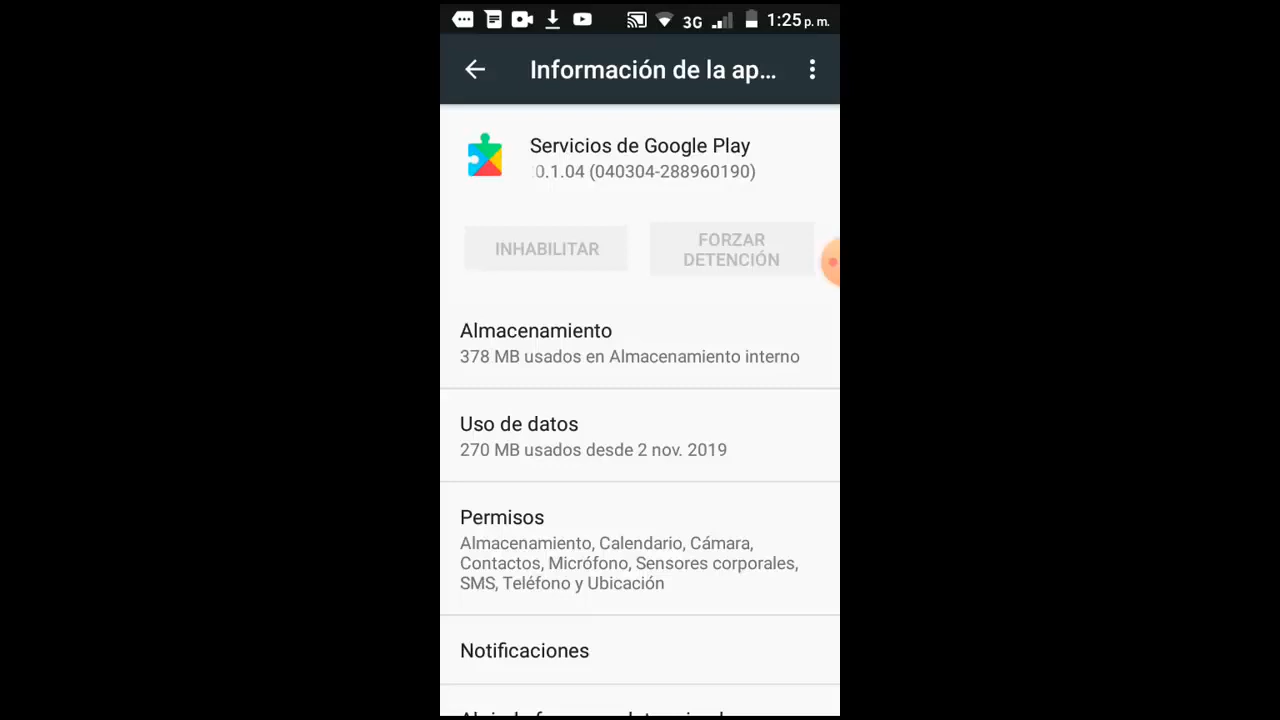 3G 1:25 p. m.
Información de la ap...
Servicios de Google Play
0.1.04 (040304-288960190)
INHABILITAR
FORZAR
DETENCIÓN
Almacenamiento
378 MB usados en Almacenamiento interno
Uso de datos
270 MB usados desde 2 nov. 2019
Permisos
Almacenamiento, Calendario, Cámara,
Contactos, Micrófono, Sensores corporales,
SMS, Teléfono y Ubicación
Notificaciones